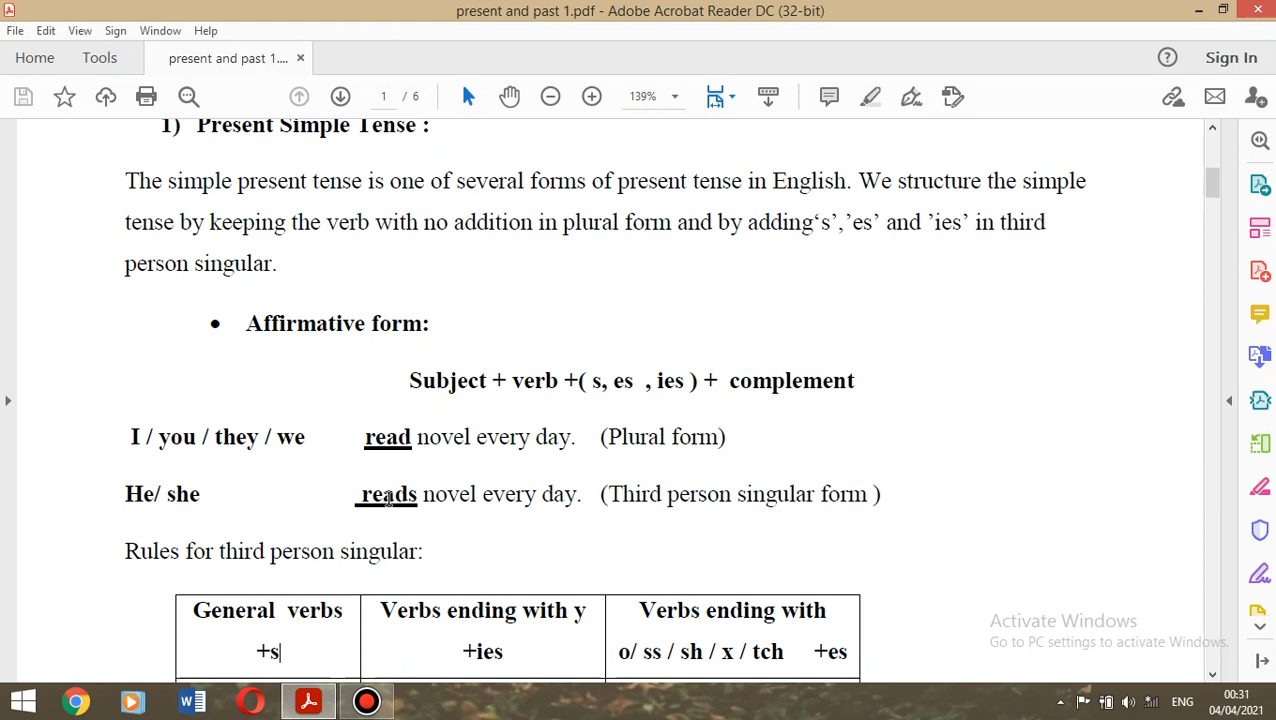 present and past 1.pdf - Adobe Acrobat Reader DC (32-bit)
File Edit View Sign Window Help
Home Tools present and past 1.... × Sign In
1 / 6 139%
1) Present Simple Tense :
The simple present tense is one of several forms of present tense in English. We structure the simple
tense by keeping the verb with no addition in plural form and by adding‘s’,’es’ and ’ies’ in third
person singular.
• Affirmative form:
Subject + verb +( s, es , ies ) + complement
I / you / they / we read novel every day. (Plural form)
He/ she reads novel every day. (Third person singular form )
Rules for third person singular:
General verbs Verbs ending with y Verbs ending with
+s +ies o/ ss / sh / x / tch +es
Activate Windows
Go to PC settings to activate Windows.
ENG 00:31
04/04/2021